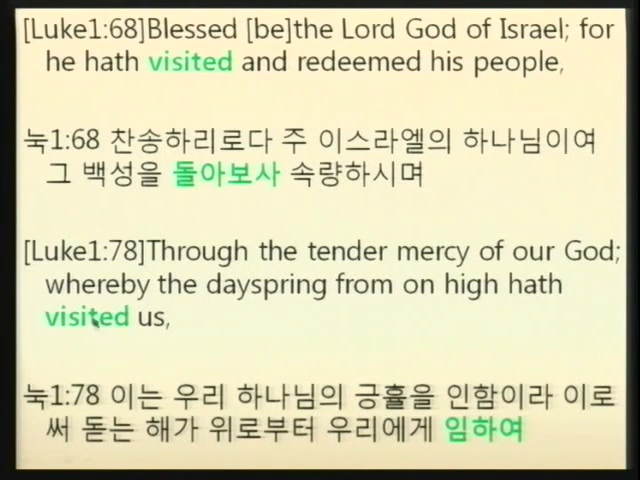 [Luke1:68]Blessed [be]the Lord God of Israel; for
he hath visited and redeemed his people,
눅1:68 찬송하리로다 주 이스라엘의 하나님이여
그 백성을 돌아보사 속량하시며
[Luke1:78]Through the tender mercy of our God;
whereby the dayspring from on high hath
visited us,
눅1:78 이는 우리 하나님의 긍휼을 인함이라 이로
써 돋는 해가 위로부터 우리에게 임하여